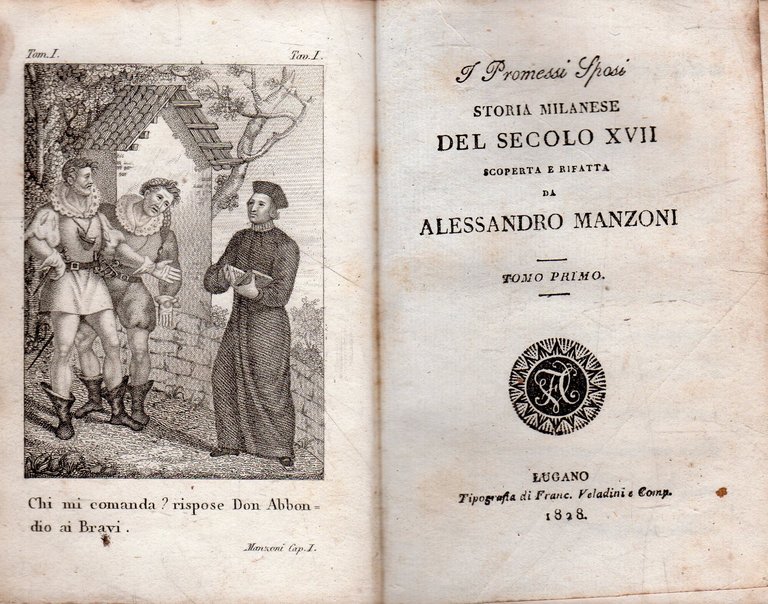 Tom. I.
Tav. I.
Chi mi comanda? rispose Don Abbon=
dio ai Bravi.
Manzoni Cap. I.
I Promessi Sposi
STORIA MILANESE
DEL SECOLO XVII
SCOPERTA E RIFATTA
DA
ALESSANDRO MANZONI
TOMO PRIMO.
LUGANO
Tipografia di Franc. Veladini e Comp.
1828.